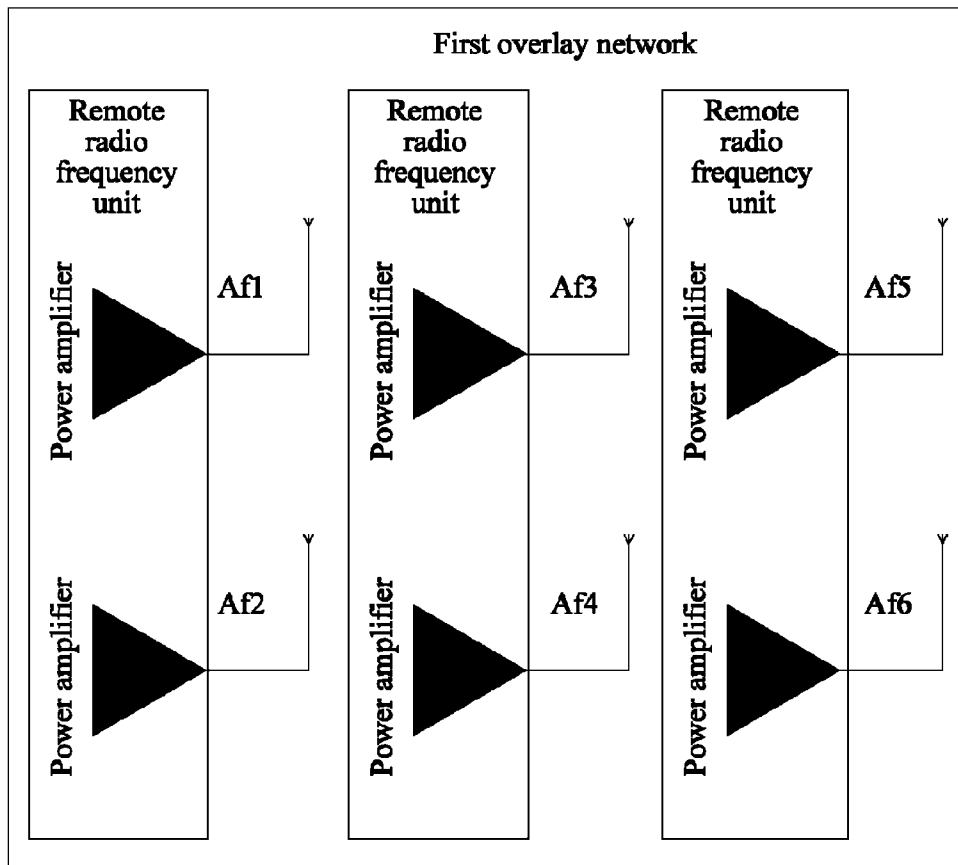 First overlay network
Remote
radio
frequency
unit
Power amplifier
Af1
Power amplifier
Af2
Remote
radio
frequency
unit
Power amplifier
Af3
Power amplifier
Af4
Remote
radio
frequency
unit
Power amplifier
Af5
Power amplifier
Af6